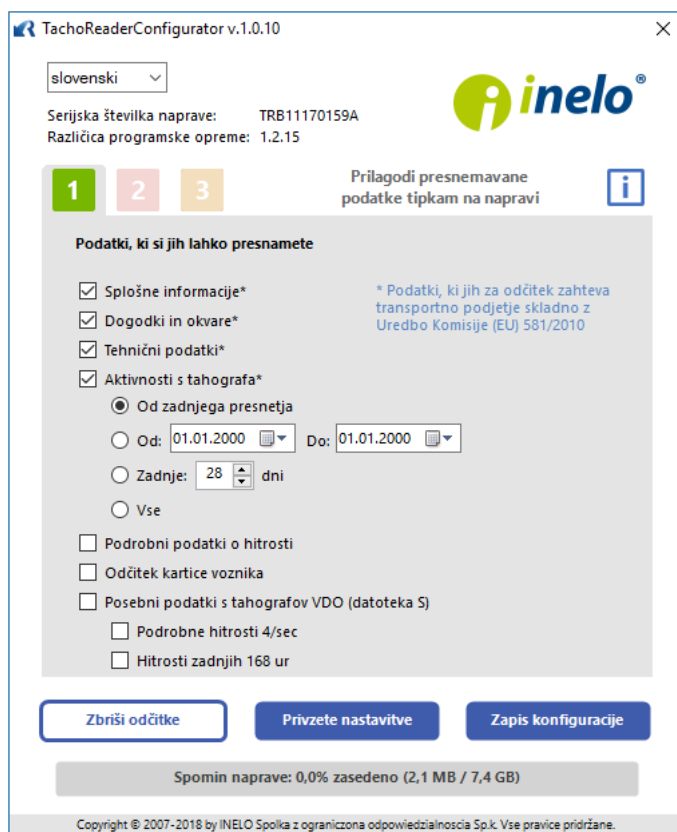 TachoReaderConfigurator v.1.0.10
slovenski
inelo®
Serijska številka naprave: TRB11170159A
Različica programske opreme: 1.2.15
1 2 3
Prilagodi presnemavane
podatke tipkam na napravi
i
Podatki, ki si jih lahko presnamete
Splošne informacije*
Dogodki in okvare*
Tehnični podatki*
* Podatki, ki jih za odčitek zahteva
transportno podjetje skladno z
Uredbo Komisije (EU) 581/2010
Aktivnosti s tahografa*
Od zadnjega presnetja
Od: 01.01.2000 Do: 01.01.2000
Zadnje: 28 dni
Vse
Podrobni podatki o hitrosti
Odčitek kartice voznika
Posebni podatki s tahografov VDO (datoteka S)
Podrobne hitrosti 4/sec
Hitrosti zadnjih 168 ur
Zbriši odčitke Privzete nastavitve Zapis konfiguracije
Spomin naprave: 0,0% zasedeno (2,1 MB / 7,4 GB)
Copyright © 2007-2018 by INELO Spolka z ograniczona odpowiedzialnoscia Sp.k. Vse pravice pridržane.